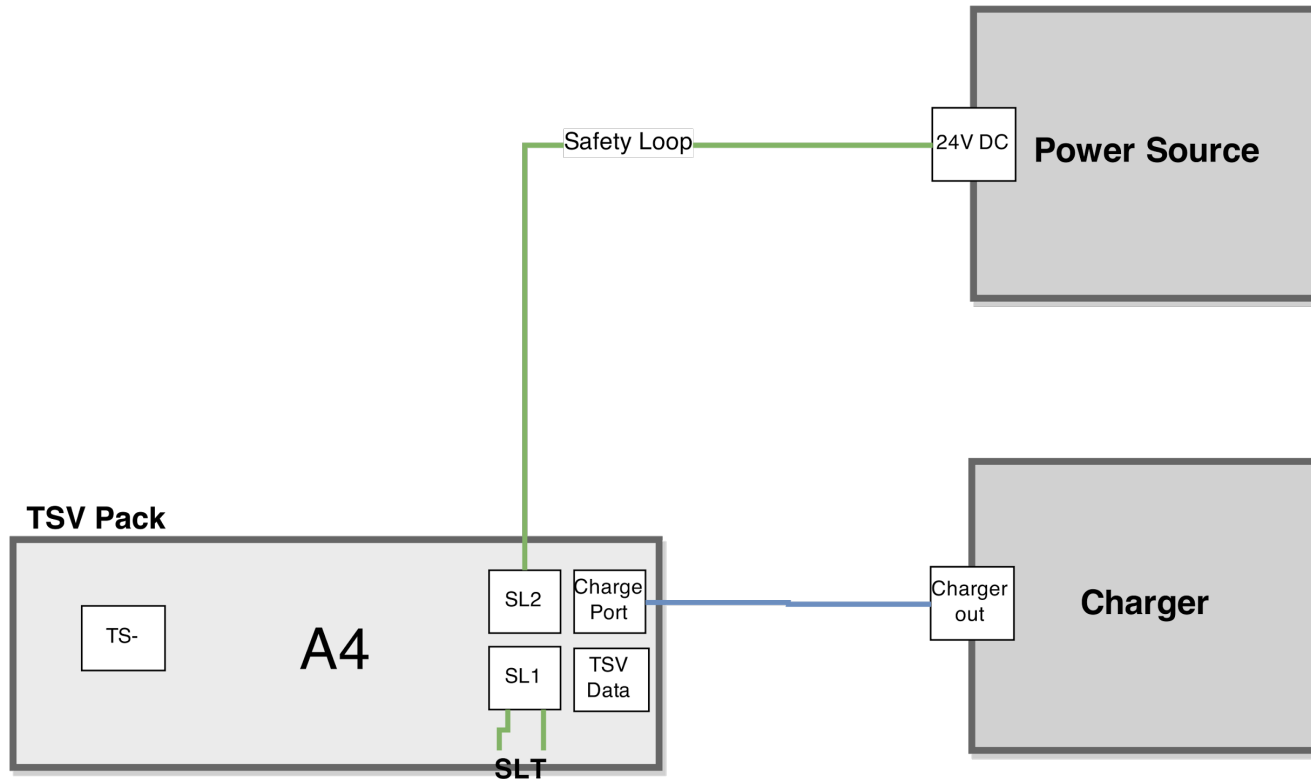 Safety Loop
24V DC
Power Source
TSV Pack
TS-
A4
SL2
Charge
Port
SL1
TSV
Data
SLT
Charger
out
Charger